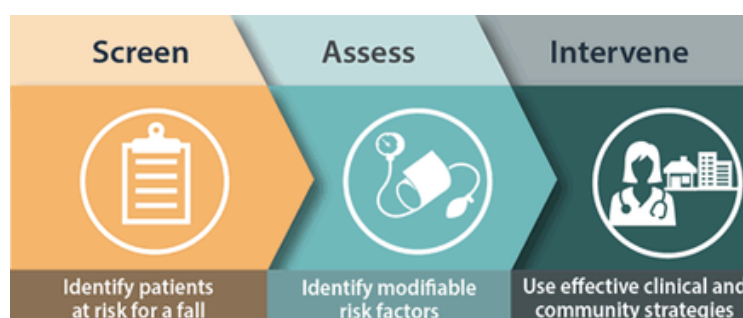 Screen
Assess
Intervene
Identify patients
at risk for a fall
Identify modifiable
risk factors
Use effective clinical and
community strategies